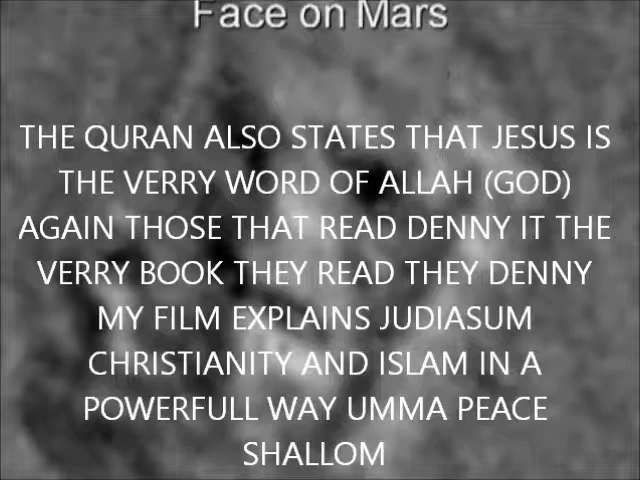 Face on Mars
THE QURAN ALSO STATES THAT JESUS IS
THE VERRY WORD OF ALLAH (GOD)
AGAIN THOSE THAT READ DENNY IT THE
VERRY BOOK THEY READ THEY DENNY
MY FILM EXPLAINS JUDIASUM
CHRISTIANITY AND ISLAM IN A
POWERFULL WAY UMMA PEACE
SHALLOM